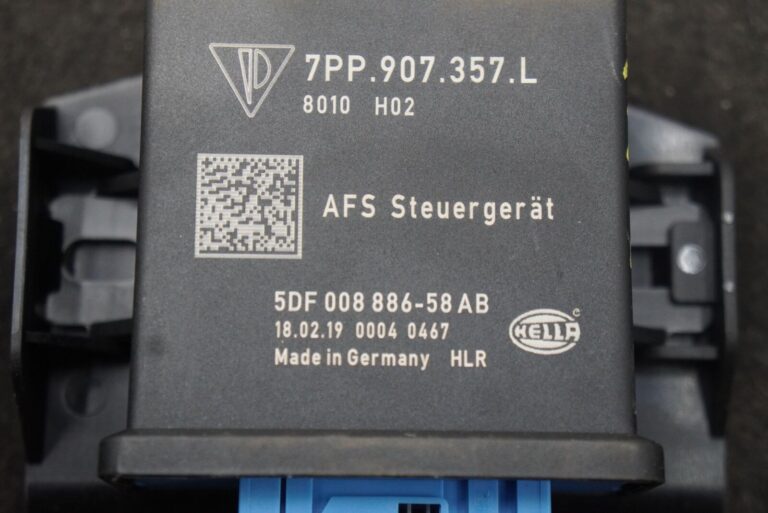 7PP.907.357.L
8010 H02
AFS Steuergerät
5DF 008 886-58 AB
18.02.19 0004 0467
HELLA
Made in Germany HLR